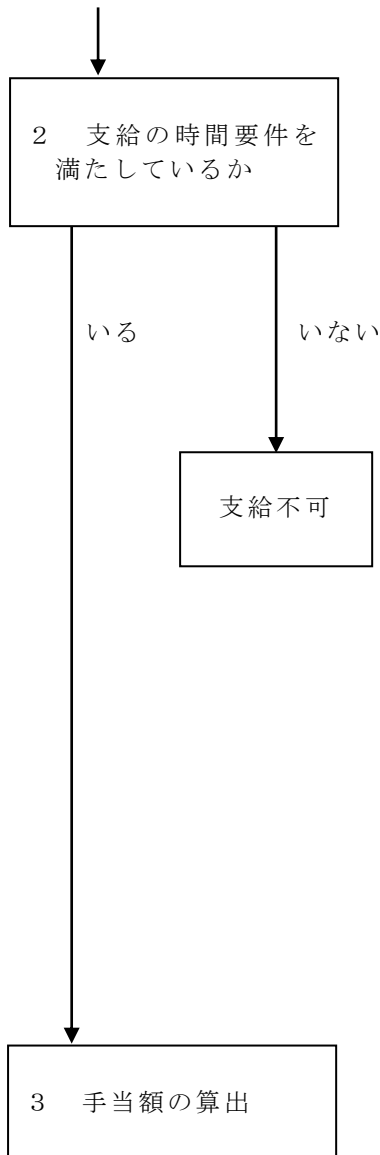 ２　支給の時間要件を
満たしているか
いる
いない
支給不可
３　手当額の算出